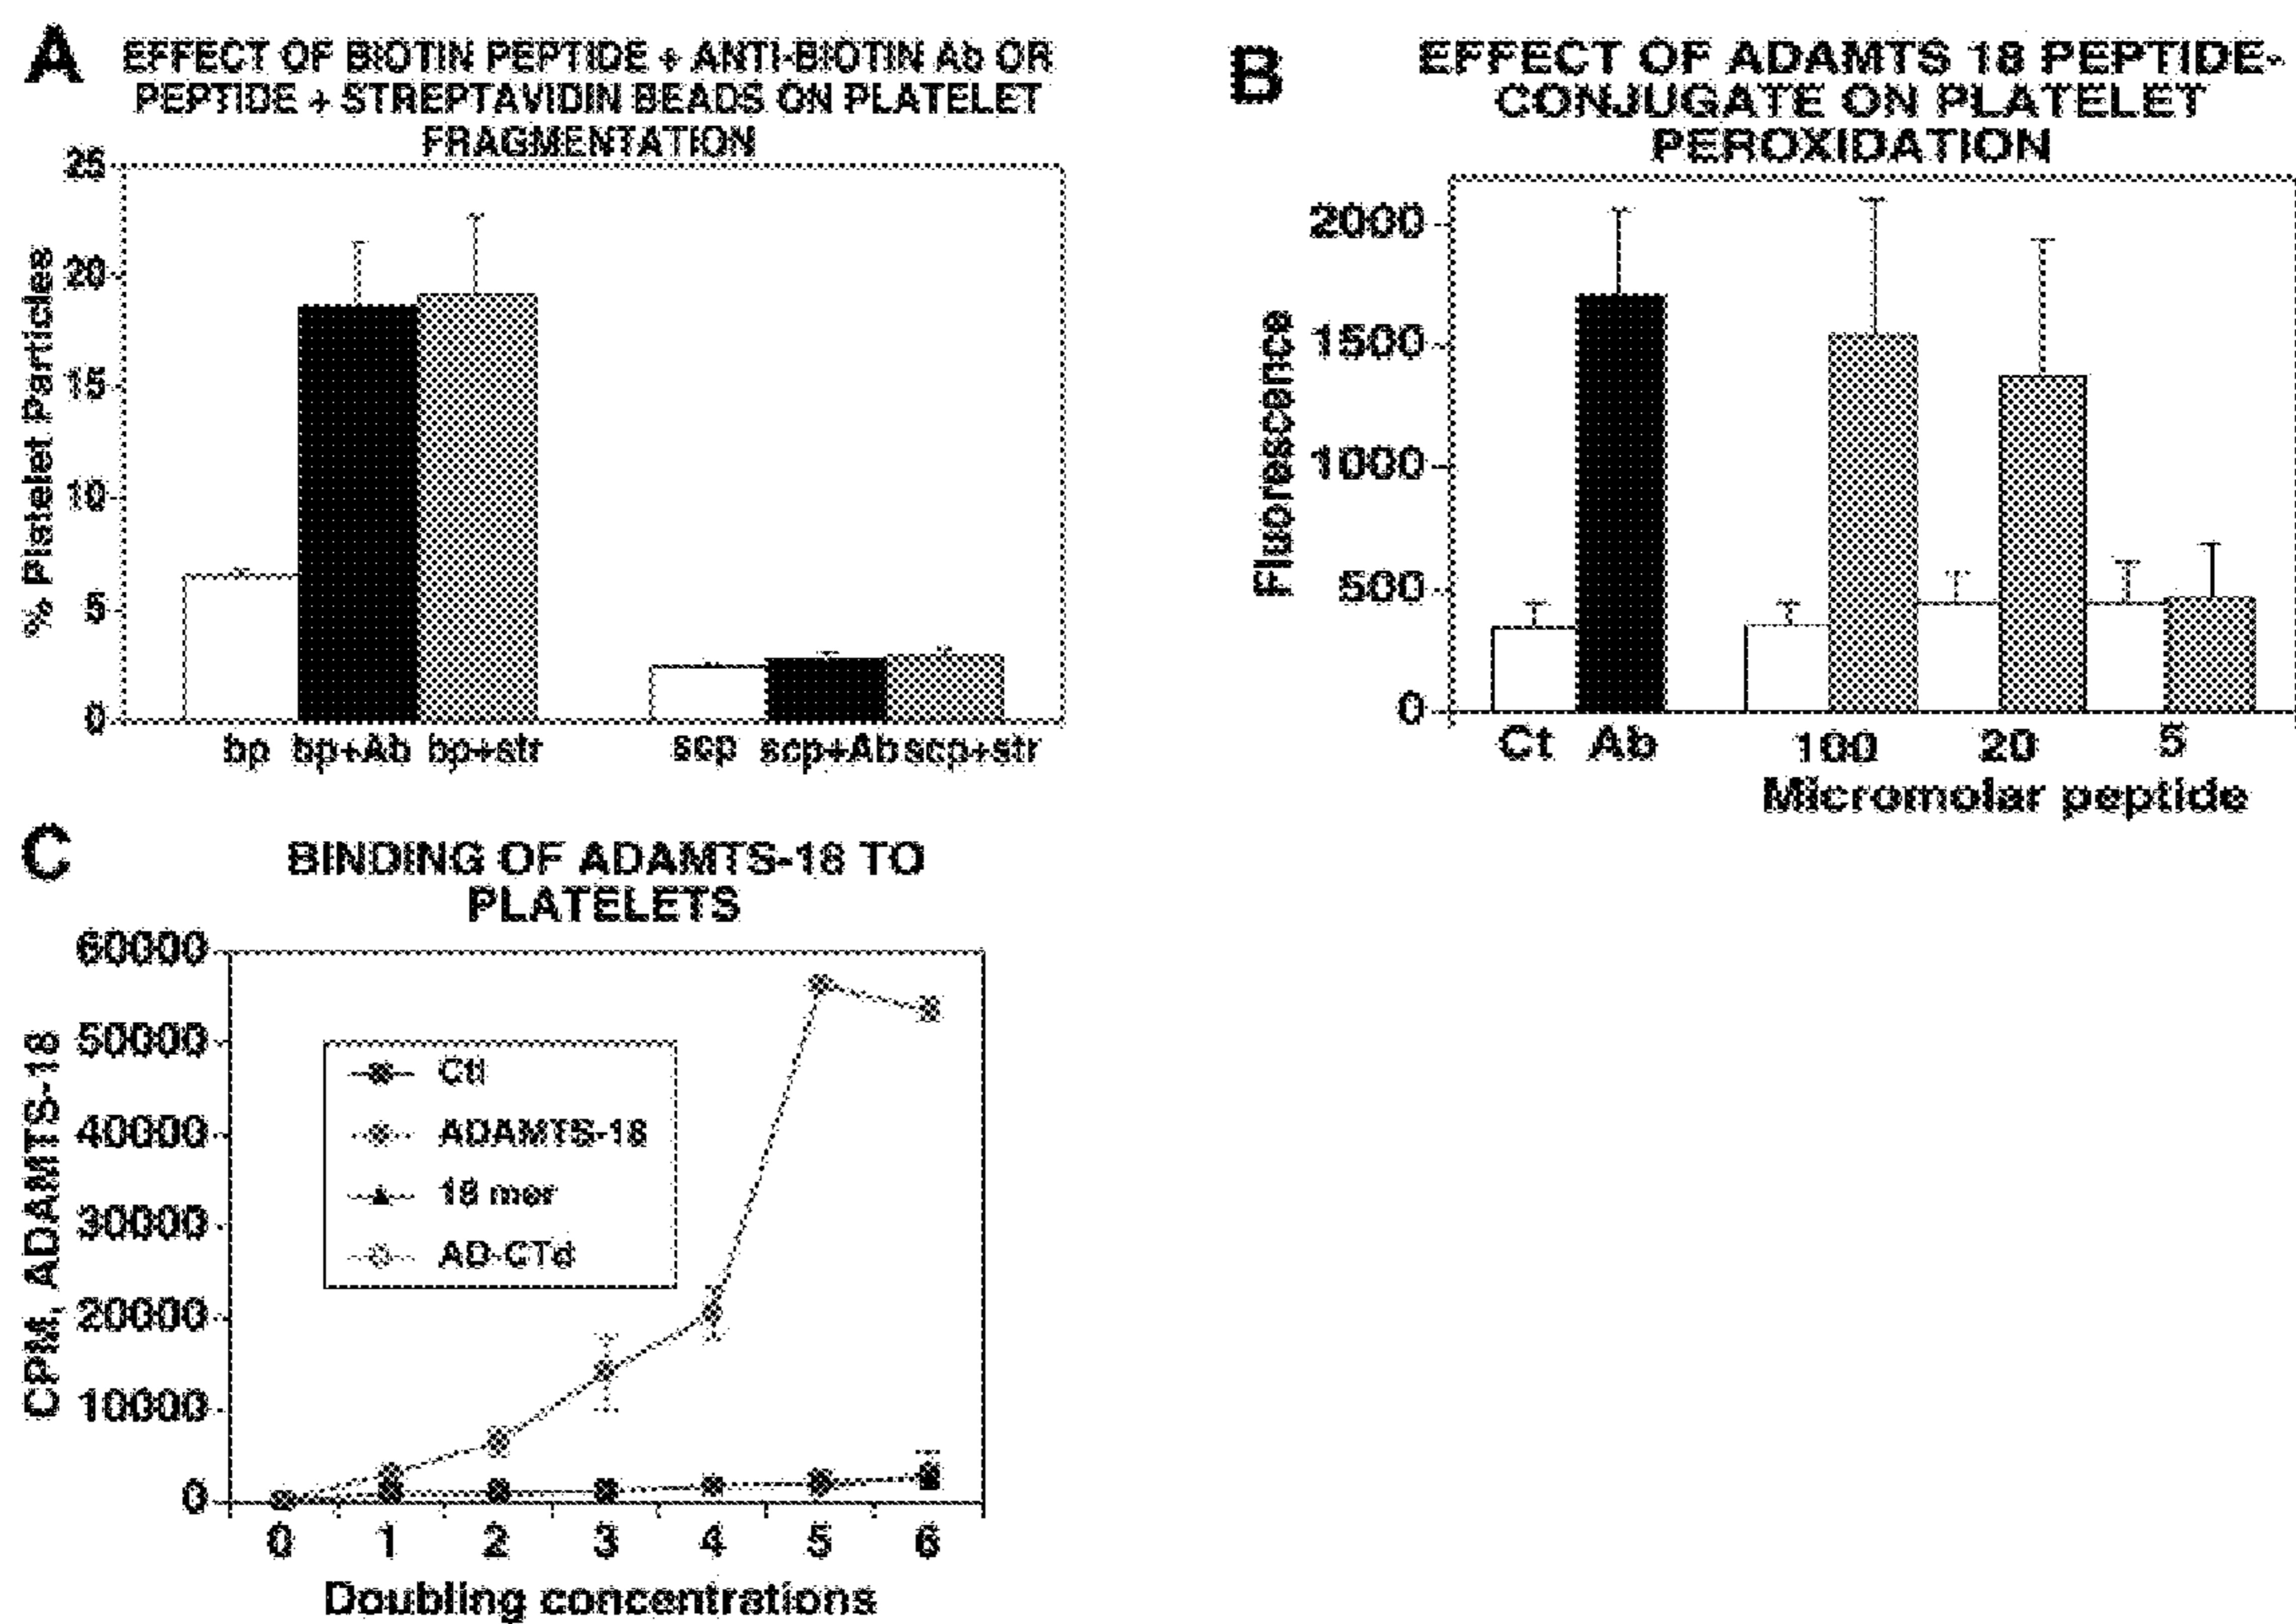 A
EFFECT OF BIOTIN PEPTIDE + ANTI-BIOTIN Ab OR
PEPTIDE + STREPTAVIDIN BEADS ON PLATELET
FRAGMENTATION
% Platelet Particles
25
20
15
10
5
0
bp bp+Ab bp+str scp scp+Ab scp+str
B
EFFECT OF ADAMTS 18 PEPTIDE-
CONJUGATE ON PLATELET
PEROXIDATION
Fluorescence
2000
1500
1000
500
0
Ct Ab 100 20 5
Micromolar peptide
C
BINDING OF ADAMTS-18 TO
PLATELETS
CPM, ADAMTS-18
60000
50000
40000
30000
20000
10000
0
Ctl
ADAMTS-18
18 mer
AD-CTd
0 1 2 3 4 5 6
Doubling concentrations